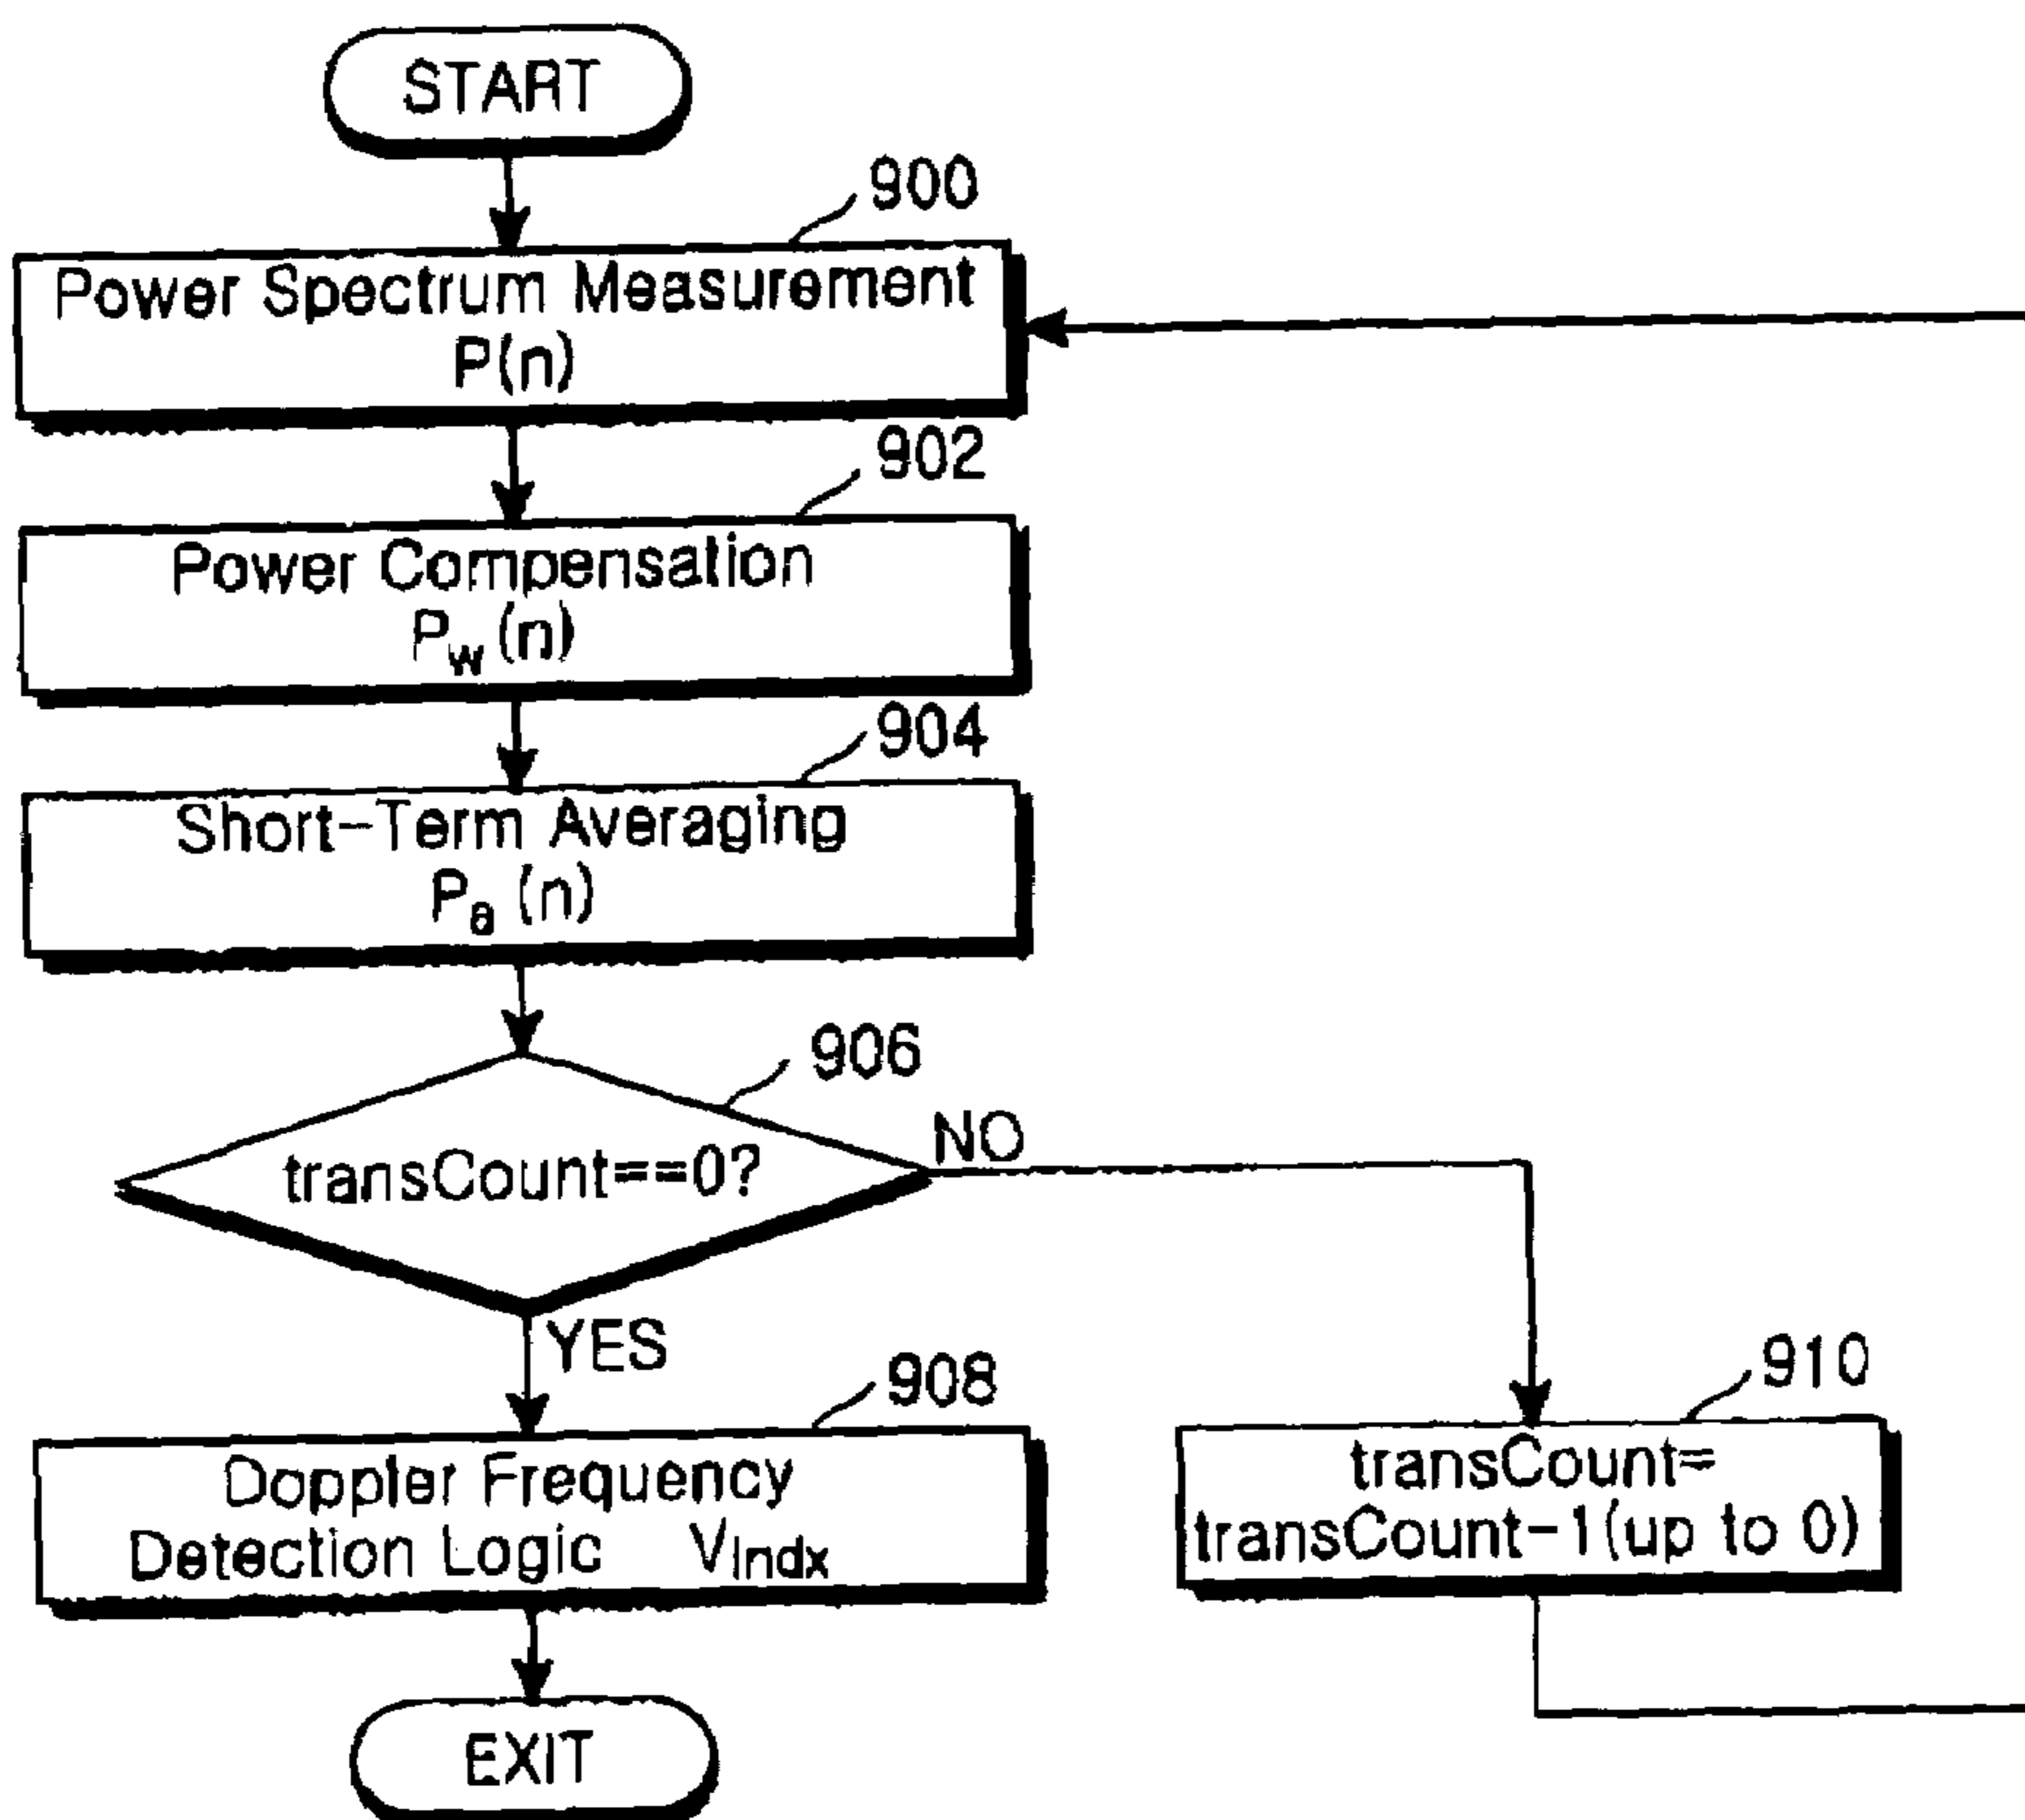 START
900
Power Spectrum Measurement
P(n)
902
Power Compensation
Pw (n)
904
Short-Term Averaging
Pa (n)
906
transCount==0?
NO
YES
908
Doppler Frequency
Detection Logic VIndx
910
transCount=
transCount-1(up to 0)
EXIT